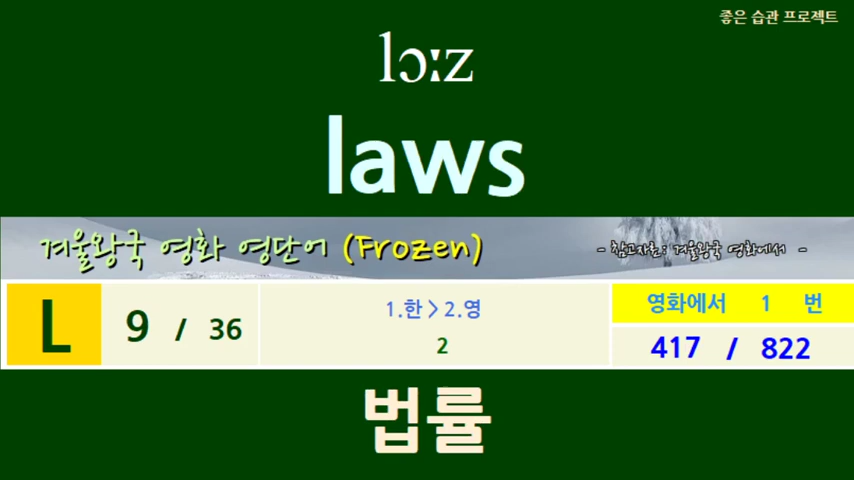 좋은 습관 프로젝트
lɔːz
laws
겨울왕국 영화 영단어 (Frozen)
- 참고자료: 겨울왕국 영화에서 -
L
9 / 36
1.한 > 2.영
2
영화에서 1 번
417 / 822
법률